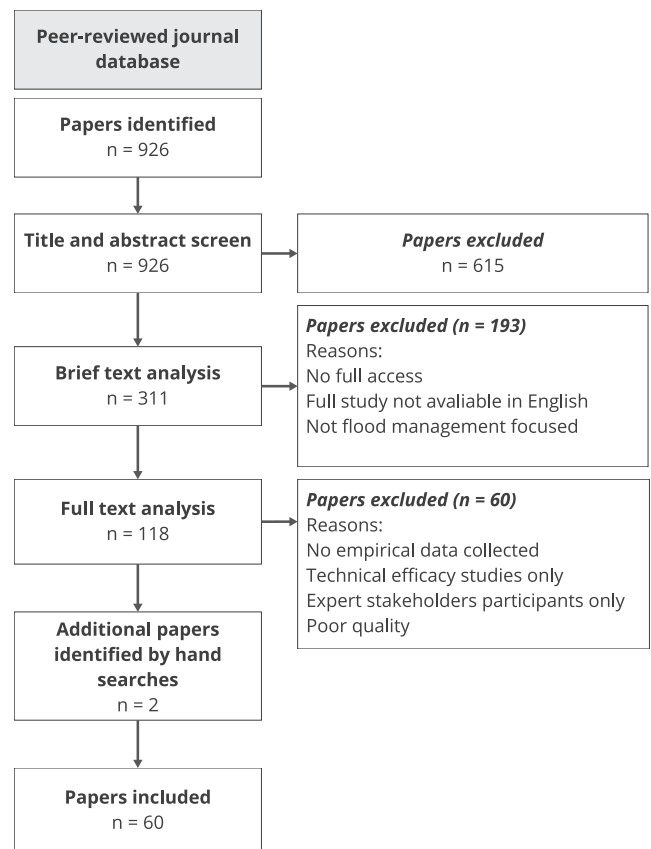 Peer-reviewed journal
database
Papers identified
n = 926
Title and abstract screen
n = 926
Papers excluded
n = 615
Brief text analysis
n = 311
Papers excluded (n = 193)
Reasons:
No full access
Full study not avaliable in English
Not flood management focused
Full text analysis
n = 118
Papers excluded (n = 60)
Reasons:
No empirical data collected
Technical efficacy studies only
Expert stakeholders participants only
Poor quality
Additional papers
identified by hand
searches
n = 2
Papers included
n = 60